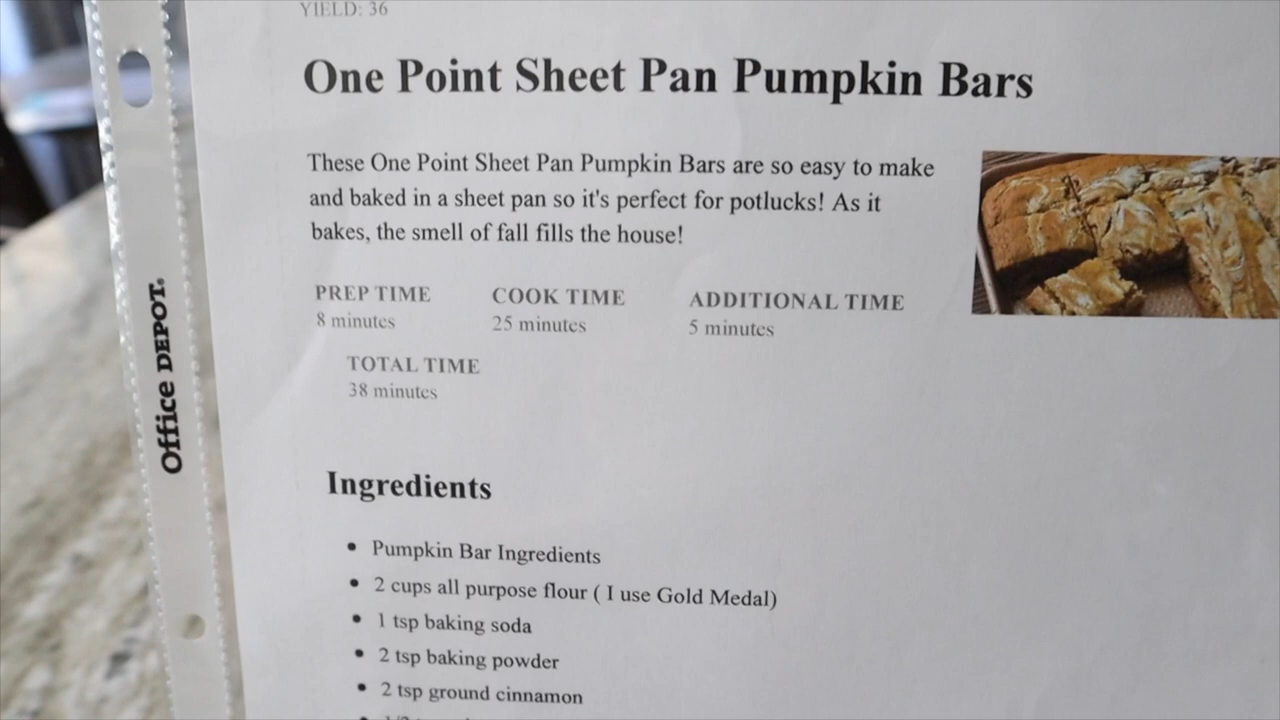 YIELD: 36
One Point Sheet Pan Pumpkin Bars
These One Point Sheet Pan Pumpkin Bars are so easy to make
and baked in a sheet pan so it's perfect for potlucks! As it
bakes, the smell of fall fills the house!
PREP TIME COOK TIME ADDITIONAL TIME
8 minutes 25 minutes 5 minutes
TOTAL TIME
38 minutes
Office DEPOT.
Ingredients
• Pumpkin Bar Ingredients
• 2 cups all purpose flour ( I use Gold Medal)
• 1 tsp baking soda
• 2 tsp baking powder
• 2 tsp ground cinnamon